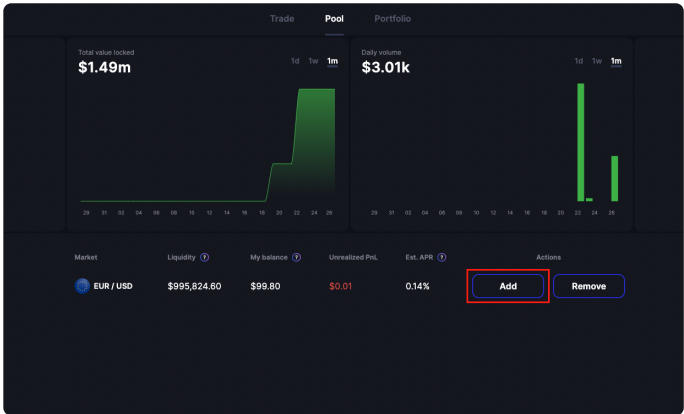 Trade Pool Portfolio
Total value locked
$1.49m
1d 1w 1m
Daily volume
$3.01k
1d 1w 1m
29 31 02 04 06 08 10 12 14 16 18 20 22 24 26
29 31 02 04 06 08 10 12 14 16 18 20 22 24 26
Market Liquidity ? My balance ? Unrealized PnL Est. APR ? Actions
EUR / USD $995,824.60 $99.80 $0.01 0.14% Add Remove